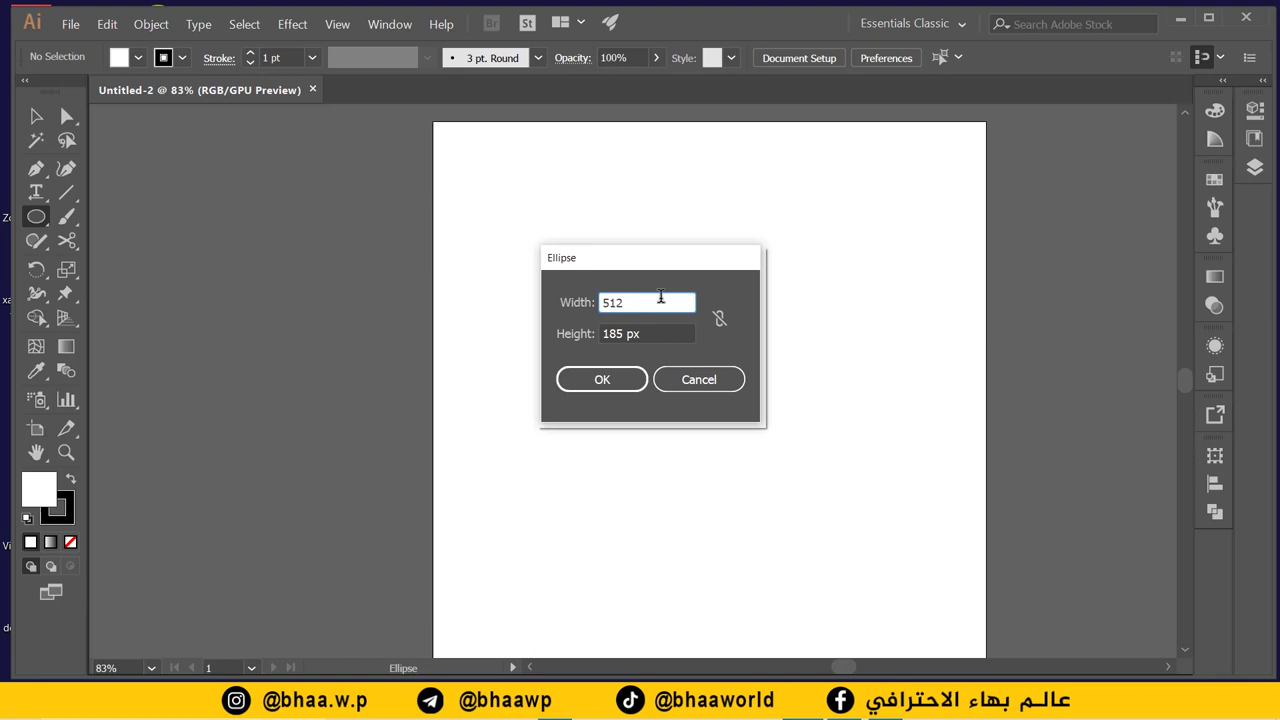 Ai File Edit Object Type Select Effect View Window Help Br St Essentials Classic Search Adobe Stock
No Selection Stroke: 1 pt 3 pt. Round Opacity: 100% Style: Document Setup Preferences
Untitled-2 @ 83% (RGB/GPU Preview)
Ellipse
Width: 512
Height: 185 px
OK Cancel
83% 1 Ellipse
@bhaa.w.p @bhaawp @bhaaworld عالم بهاء الاحترافي